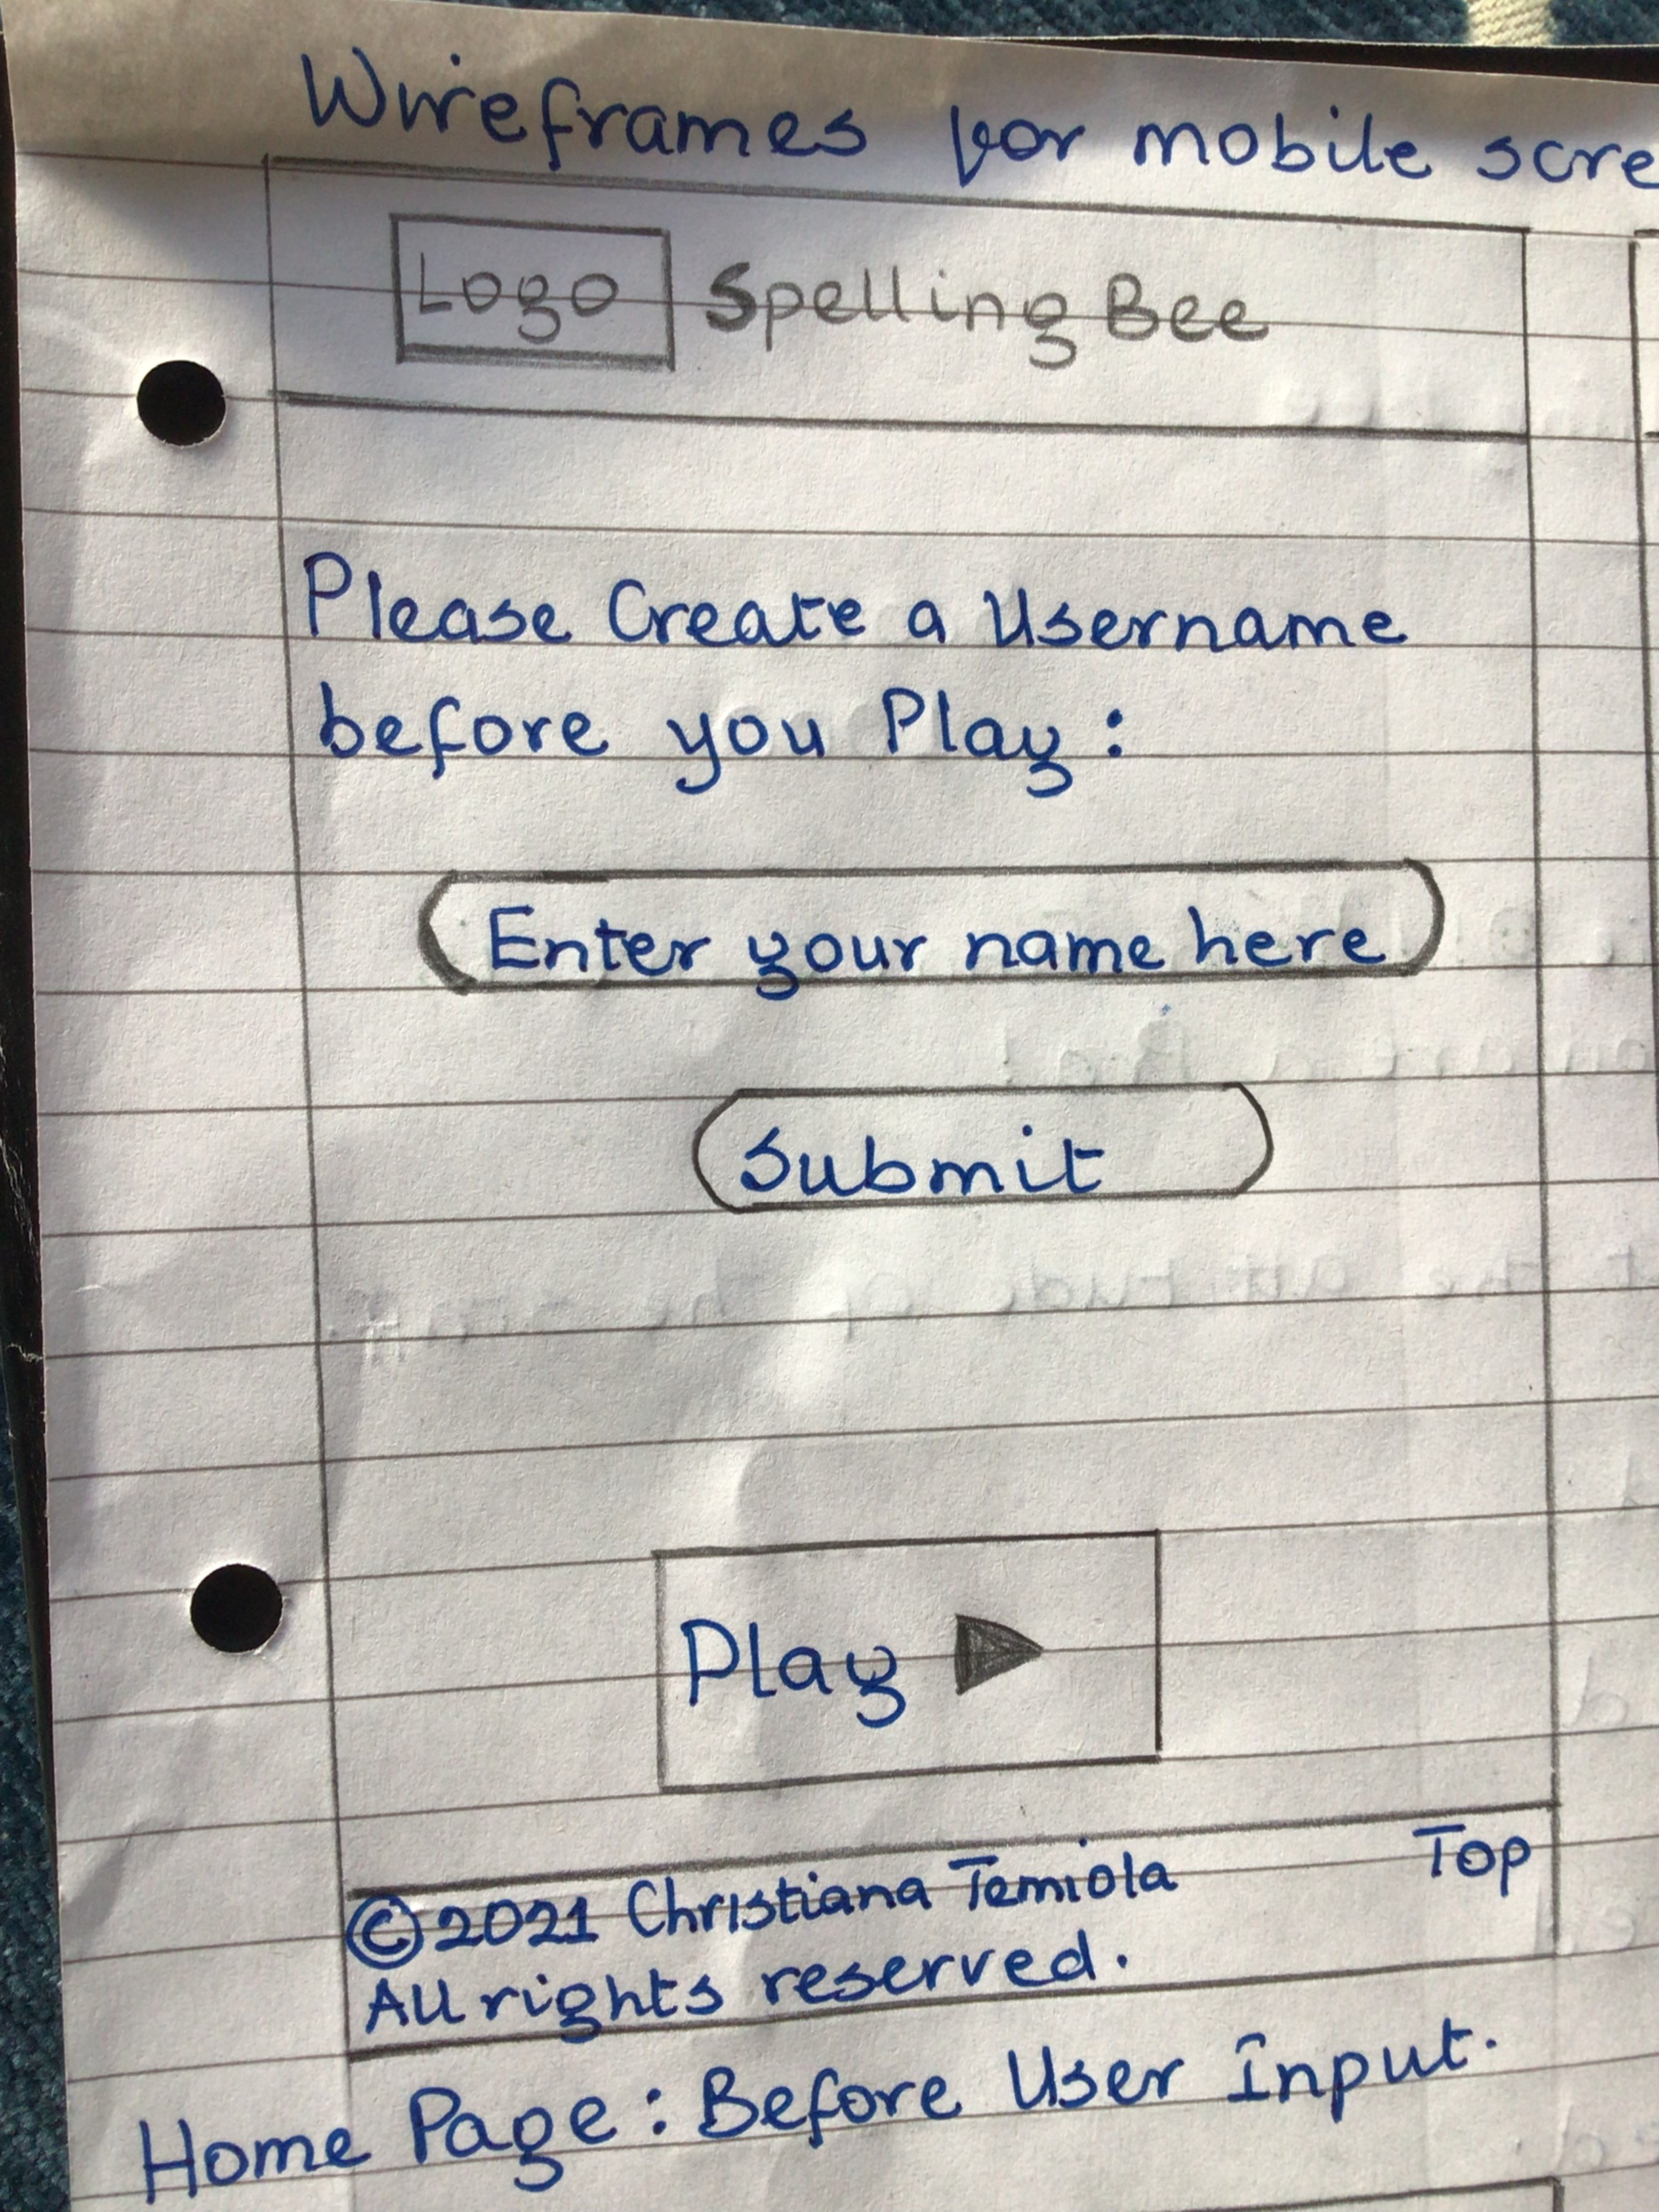 Wireframes for mobile scre
Logo Spelling Bee
Please Create a Username
before you Play :
Enter your name here
Submit
Play ▶
© 2021 Christiana Temiola Top
All rights reserved.
Home Page : Before User Input.